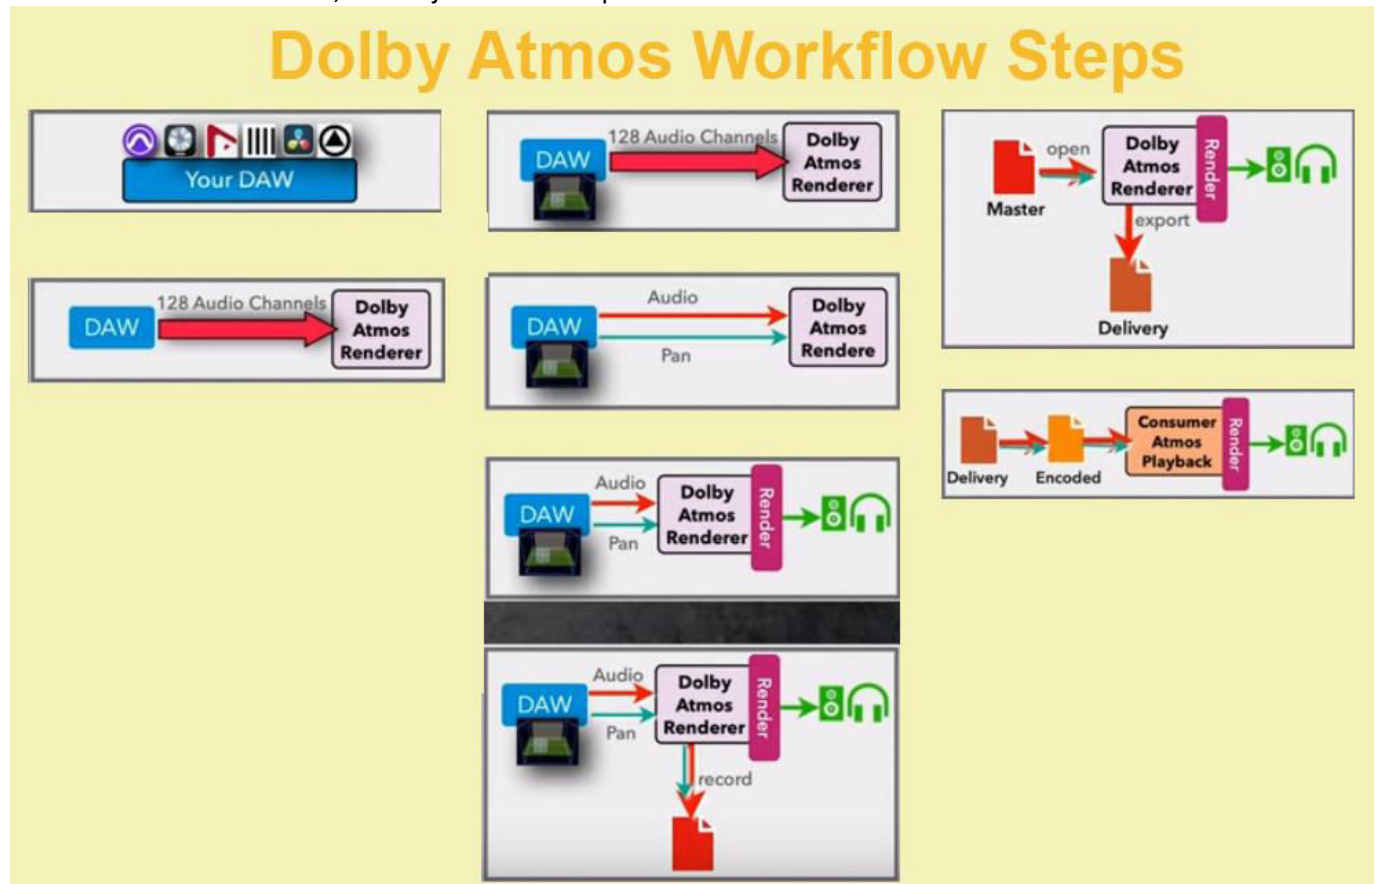 Dolby Atmos Workflow Steps
Your DAW
128 Audio Channels
DAW
Dolby
Atmos
Renderer
128 Audio Channels
DAW
Dolby
Atmos
Renderer
Audio
DAW
Pan
Dolby
Atmos
Rendere
Audio
DAW
Pan
Dolby
Atmos
Renderer
Render
Audio
DAW
Pan
Dolby
Atmos
Renderer
Render
record
open
Master
Dolby
Atmos
Renderer
Render
export
Delivery
Delivery
Encoded
Consumer
Atmos
Playback
Render